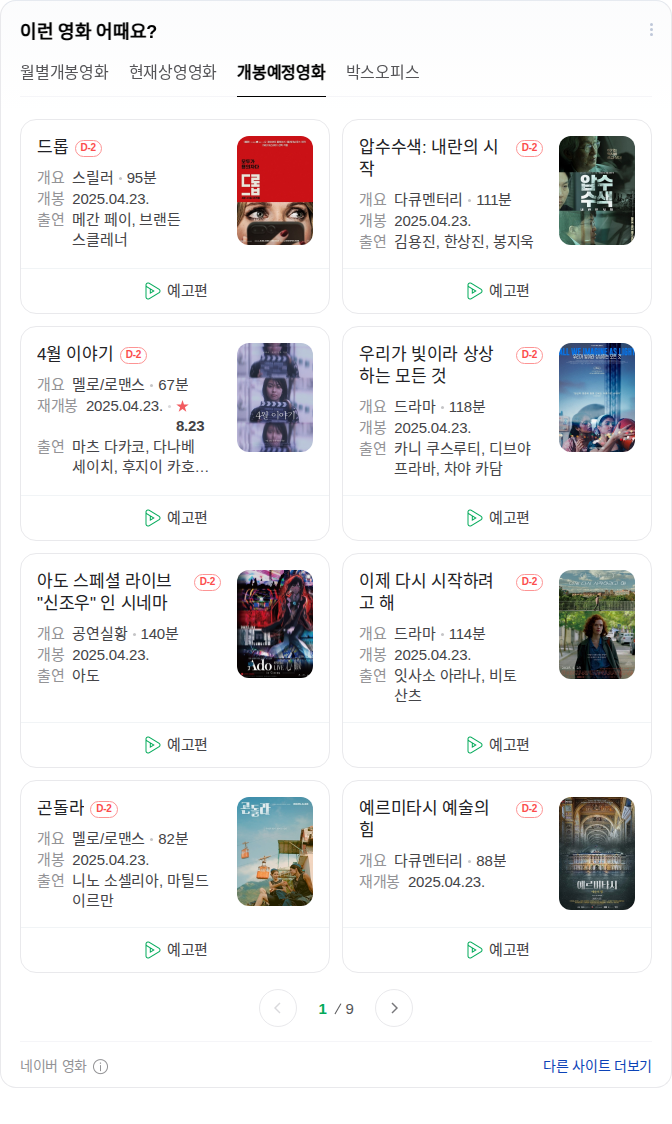 이런 영화 어때요?
월별개봉영화 현재상영영화 개봉예정영화 박스오피스
드롭 D-2
개요 스릴러 95분
개봉 2025.04.23.
출연 메간 페이, 브랜든
스클레너
예고편
압수수색: 내란의 시 D-2
작
개요 다큐멘터리 111분
개봉 2025.04.23.
출연 김용진, 한상진, 봉지욱
압수
수색
예고편
4월 이야기 D-2
개요 멜로/로맨스 67분
재개봉 2025.04.23. ★
8.23
출연 마츠 다카코, 다나베
세이치, 후지이 카호…
4월 이야기
예고편
우리가 빛이라 상상 D-2
하는 모든 것
개요 드라마 118분
개봉 2025.04.23.
출연 카니 쿠스루티, 디브야
프라바, 차야 카담
예고편
아도 스페셜 라이브 D-2
"신조우" 인 시네마
개요 공연실황 140분
개봉 2025.04.23.
출연 아도
Ado
예고편
이제 다시 시작하려 D-2
고 해
개요 드라마 114분
개봉 2025.04.23.
출연 잇사소 아라나, 비토
산츠
예고편
곤돌라 D-2
개요 멜로/로맨스 82분
개봉 2025.04.23.
출연 니노 소셀리아, 마틸드
이르만
곤돌라
예고편
예르미타시 예술의 D-2
힘
개요 다큐멘터리 88분
재개봉 2025.04.23.
예르미타시
예고편
1 / 9
네이버 영화
다른 사이트 더보기